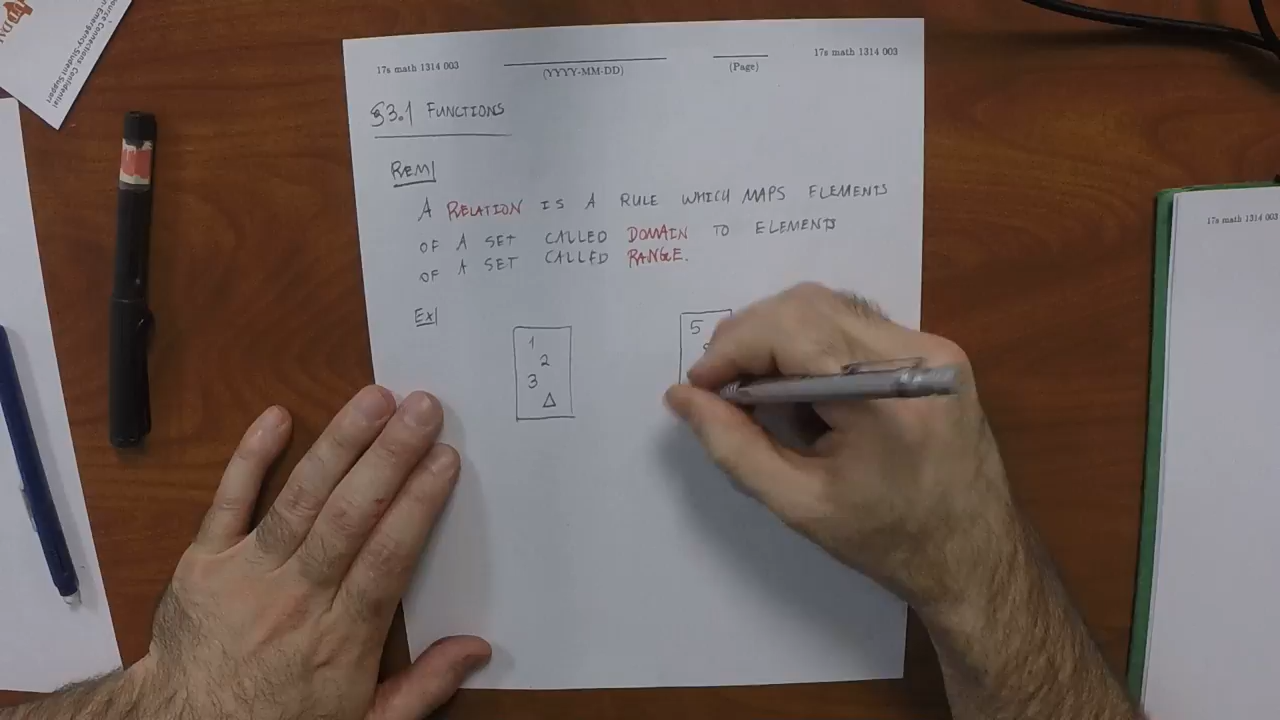 17s math 1314 003
(YYYY-MM-DD)
(Page)
17s math 1314 003
§3.1 FUNCTIONS
REM
A RELATION IS A RULE WHICH MAPS ELEMENTS
OF A SET CALLED DOMAIN TO ELEMENTS
OF A SET CALLED RANGE.
EX
1
2
3
Δ
5
17s math 1314 003